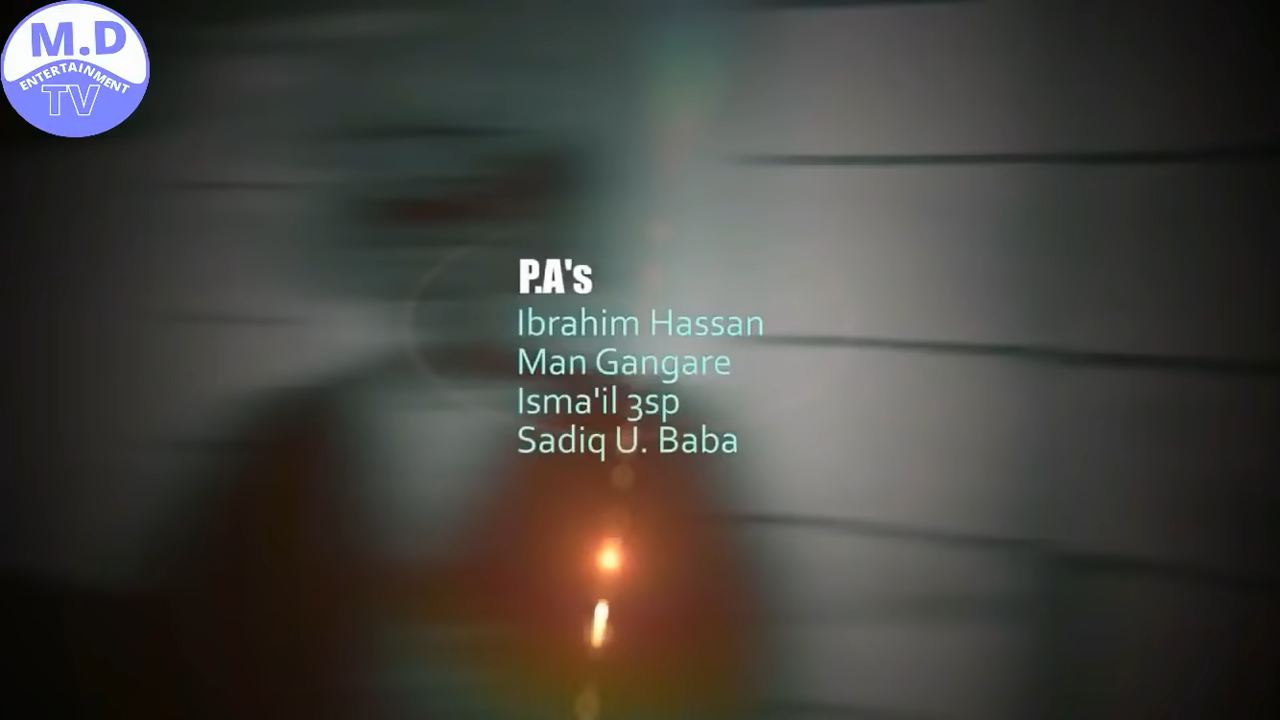 M.D
ENTERTAINMENT
TV
P.A's
Ibrahim Hassan
Man Gangare
Isma'il 3sp
Sadiq U. Baba